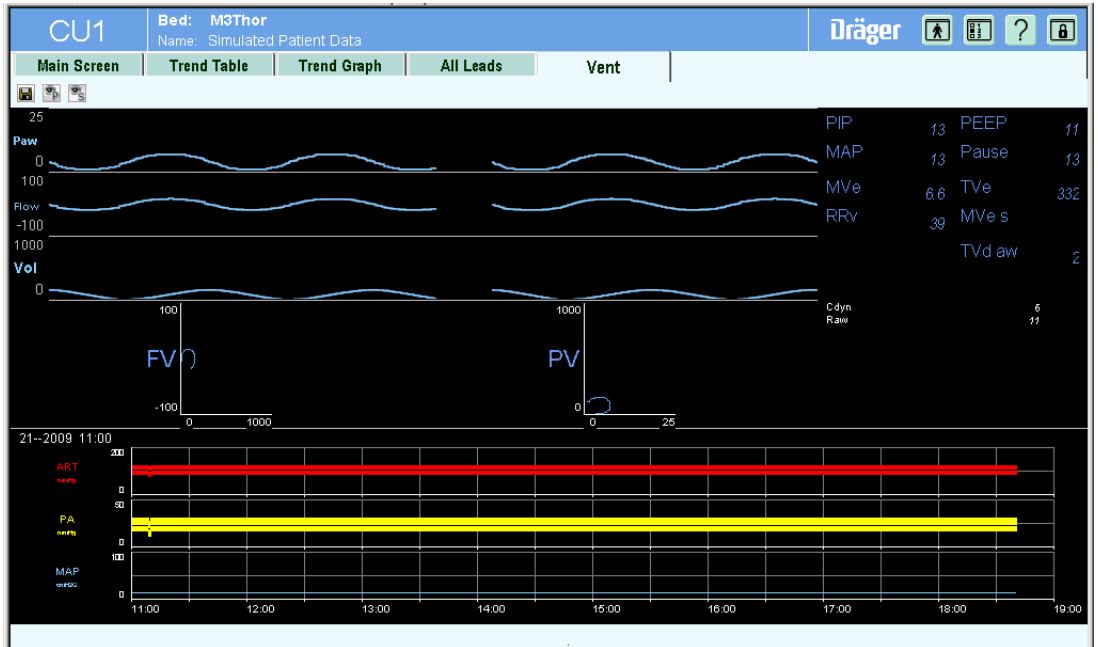 CU1 Bed: M3Thor Dräger
Name: Simulated Patient Data
Main Screen Trend Table Trend Graph All Leads Vent
25
Paw
0
100
Flow
-100
1000
Vol
0
PIP 13 PEEP 11
MAP 13 Pause 13
MVe 6.6 TVe 332
RRv 39 MVe s
TVd aw 2
Cdyn 6
Raw 11
100
FV
-100
0 1000
1000
PV
0
0 25
21--2009 11:00
200
ART
mmHg
0
50
PA
mmHg
0
100
MAP
0
11:00 12:00 13:00 14:00 15:00 16:00 17:00 18:00 19:00